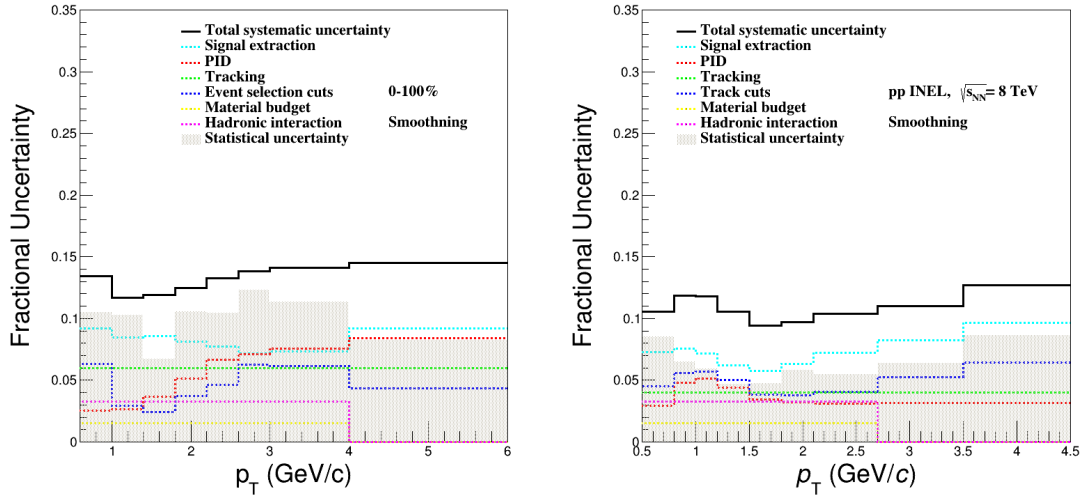 Fractional Uncertainty
0.35
0.3
0.25
0.2
0.15
0.1
0.05
0
Total systematic uncertainty
Signal extraction
PID
Tracking
Event selection cuts 0-100%
Material budget
Hadronic interaction Smoothning
Statistical uncertainty
1 2 3 4 5 6
p_T (GeV/c)
Fractional Uncertainty
0.35
0.3
0.25
0.2
0.15
0.1
0.05
0
Total systematic uncertainty
Signal extraction
PID
Tracking
Track cuts pp INEL, √s_NN = 8 TeV
Material budget
Hadronic interaction Smoothning
Statistical uncertainty
0.5 1 1.5 2 2.5 3 3.5 4 4.5
p_T (GeV/c)